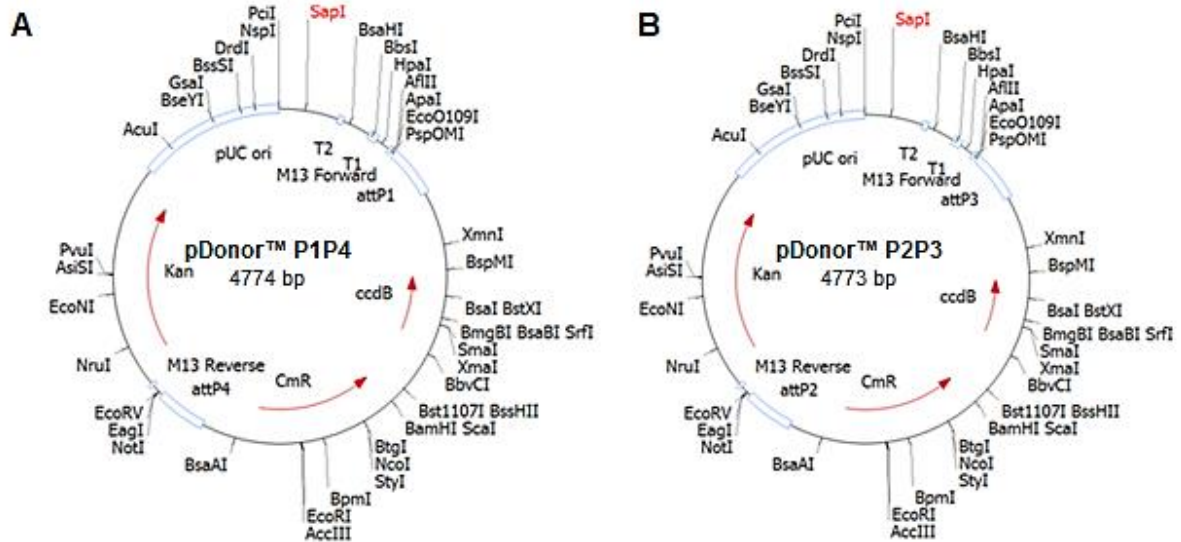 A
PciI
NspI
DrdI
BssSI
GsaI
BseYI
AcuI
SapI
BsaHI
BbsI
HpaI
AflII
ApaI
EcoO109I
PspOMI
pUC ori
T2
T1
M13 Forward
attP1
pDonor™ P1P4
4774 bp
Kan
ccdB
M13 Reverse
attP4
CmR
PvuI
AsiSI
EcoNI
NruI
EcoRV
EagI
NotI
BsaAI
XmnI
BspMI
BsaI BstXI
BmgBI BsaBI SrfI
SmaI
XmaI
BbvCI
Bst1107I BssHII
BamHI ScaI
BtgI
NcoI
StyI
BpmI
EcoRI
AccIII
B
PciI
NspI
DrdI
BssSI
GsaI
BseYI
AcuI
SapI
BsaHI
BbsI
HpaI
AflII
ApaI
EcoO109I
PspOMI
pUC ori
T2
T1
M13 Forward
attP3
pDonor™ P2P3
4773 bp
Kan
ccdB
M13 Reverse
attP2
CmR
PvuI
AsiSI
EcoNI
NruI
EcoRV
EagI
NotI
BsaAI
XmnI
BspMI
BsaI BstXI
BmgBI BsaBI SrfI
SmaI
XmaI
BbvCI
Bst1107I BssHII
BamHI ScaI
BtgI
NcoI
StyI
BpmI
EcoRI
AccIII